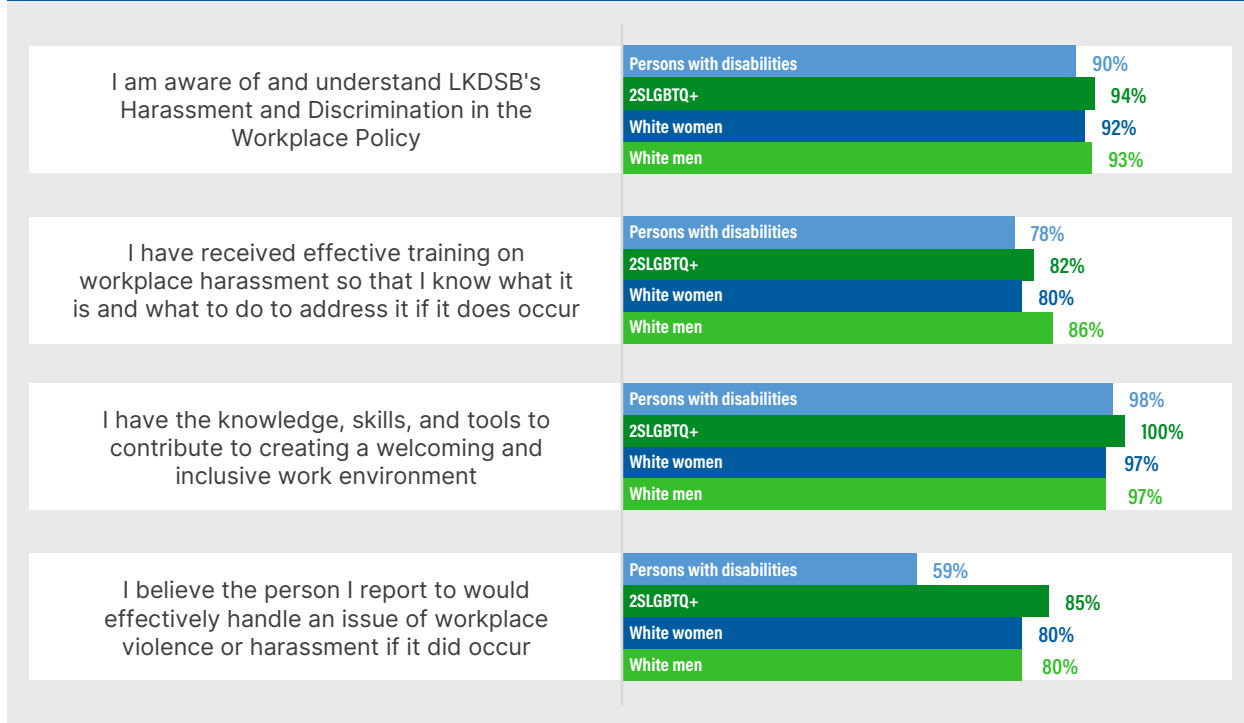 I am aware of and understand LKDSB's
Harassment and Discrimination in the
Workplace Policy
Persons with disabilities 90%
2SLGBTQ+ 94%
White women 92%
White men 93%
I have received effective training on
workplace harassment so that I know what it
is and what to do to address it if it does occur
Persons with disabilities 78%
2SLGBTQ+ 82%
White women 80%
White men 86%
I have the knowledge, skills, and tools to
contribute to creating a welcoming and
inclusive work environment
Persons with disabilities 98%
2SLGBTQ+ 100%
White women 97%
White men 97%
I believe the person I report to would
effectively handle an issue of workplace
violence or harassment if it did occur
Persons with disabilities 59%
2SLGBTQ+ 85%
White women 80%
White men 80%